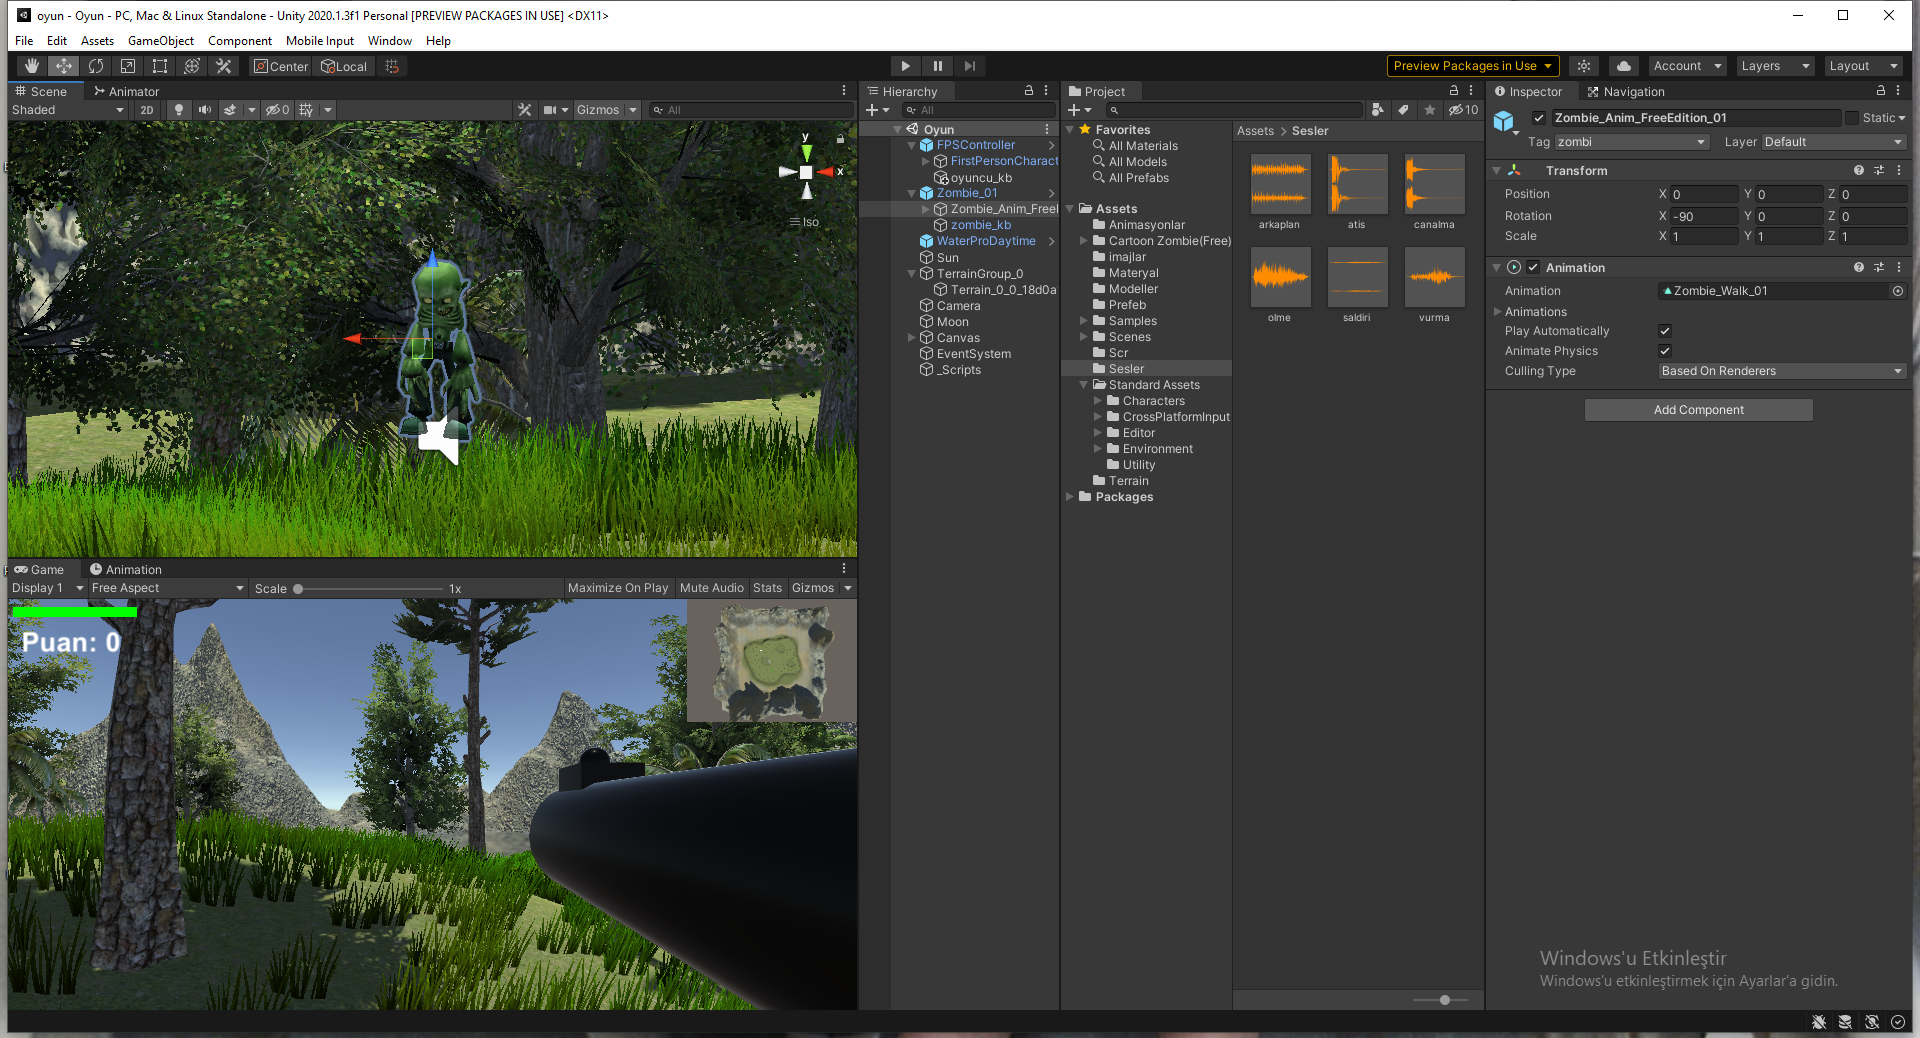 oyun - Oyun - PC, Mac & Linux Standalone - Unity 2020.1.3f1 Personal [PREVIEW PACKAGES IN USE] <DX11>
File Edit Assets GameObject Component Mobile Input Window Help
Center Local Preview Packages in Use Account Layers Layout
Scene Animator
Shaded 2D 0 Gizmos All
y
x
Iso
Game Animation
Display 1 Free Aspect Scale 1x Maximize On Play Mute Audio Stats Gizmos
Puan: 0
Hierarchy
All
Oyun
FPSController
FirstPersonCharact
oyuncu_kb
Zombie_01
Zombie_Anim_Freel
zombie_kb
WaterProDaytime
Sun
TerrainGroup_0
Terrain_0_0_18d0a
Camera
Moon
Canvas
EventSystem
_Scripts
Project
10
Favorites
All Materials
All Models
All Prefabs
Assets
Animasyonlar
Cartoon Zombie(Free)
imajlar
Materyal
Modeller
Prefeb
Samples
Scenes
Scr
Sesler
Standard Assets
Characters
CrossPlatformInput
Editor
Environment
Utility
Terrain
Packages
Assets > Sesler
arkaplan atis canalma
olme saldiri vurma
Inspector Navigation
Zombie_Anim_FreeEdition_01 Static
Tag zombi Layer Default
Transform
Position X 0 Y 0 Z 0
Rotation X -90 Y 0 Z 0
Scale X 1 Y 1 Z 1
Animation
Animation Zombie_Walk_01
Animations
Play Automatically
Animate Physics
Culling Type Based On Renderers
Add Component
Windows'u Etkinleştir
Windows'u etkinleştirmek için Ayarlar'a gidin.